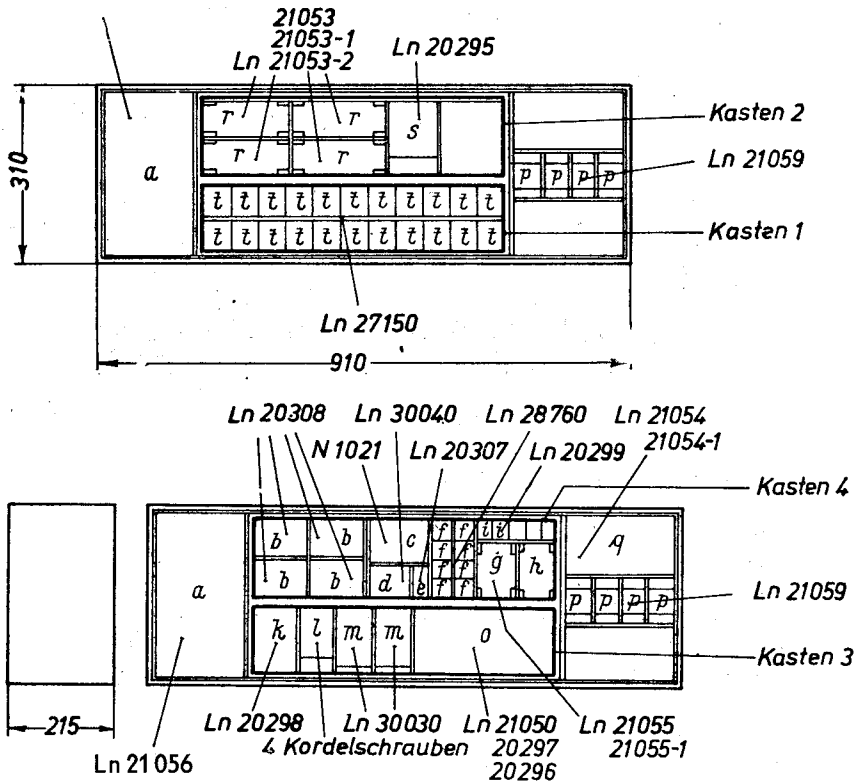 21053
21053-1
Ln 21053-2
Ln 20295
r r s
Kasten 2
a
r r
Ln 21059
p p p p
310
t t t t t t t t t t t
t t t t t t t t t t t
Kasten 1
Ln 27150
910
Ln 20308 Ln 30040 Ln 28760 Ln 21054
N 1021 Ln 20307 Ln 20299 21054-1
Kasten 4
b b c f f i i q
f f g h
a
b b d e f f
f f
p p p p
Ln 21059
k l m m o
Kasten 3
215
Ln 20298 Ln 30030 Ln 21050 Ln 21055
4 Kordelschrauben 20297 21055-1
Ln 21056
20296